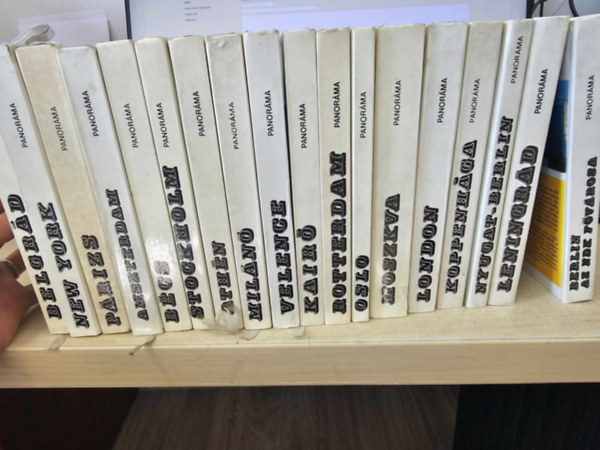 PANORÁMA
BELGRÁD
PANORÁMA
NEW YORK
PANORÁMA
PÁRIZS
PANORÁMA
AMSTERDAM
PANORÁMA
BÉCS
PANORÁMA
STOCKHOLM
PANORÁMA
ATHÉN
PANORÁMA
MILÁNÓ
PANORÁMA
VELENCE
PANORÁMA
KAIRÓ
PANORÁMA
ROTTERDAM
PANORÁMA
OSLO
PANORÁMA
MOSZKVA
PANORÁMA
LONDON
PANORÁMA
KOPPENHÁGA
PANORÁMA
NYUGAT-BERLIN
PANORÁMA
LENINGRÁD
PANORÁMA
BERLIN
AZ NDK FŐVÁROSA